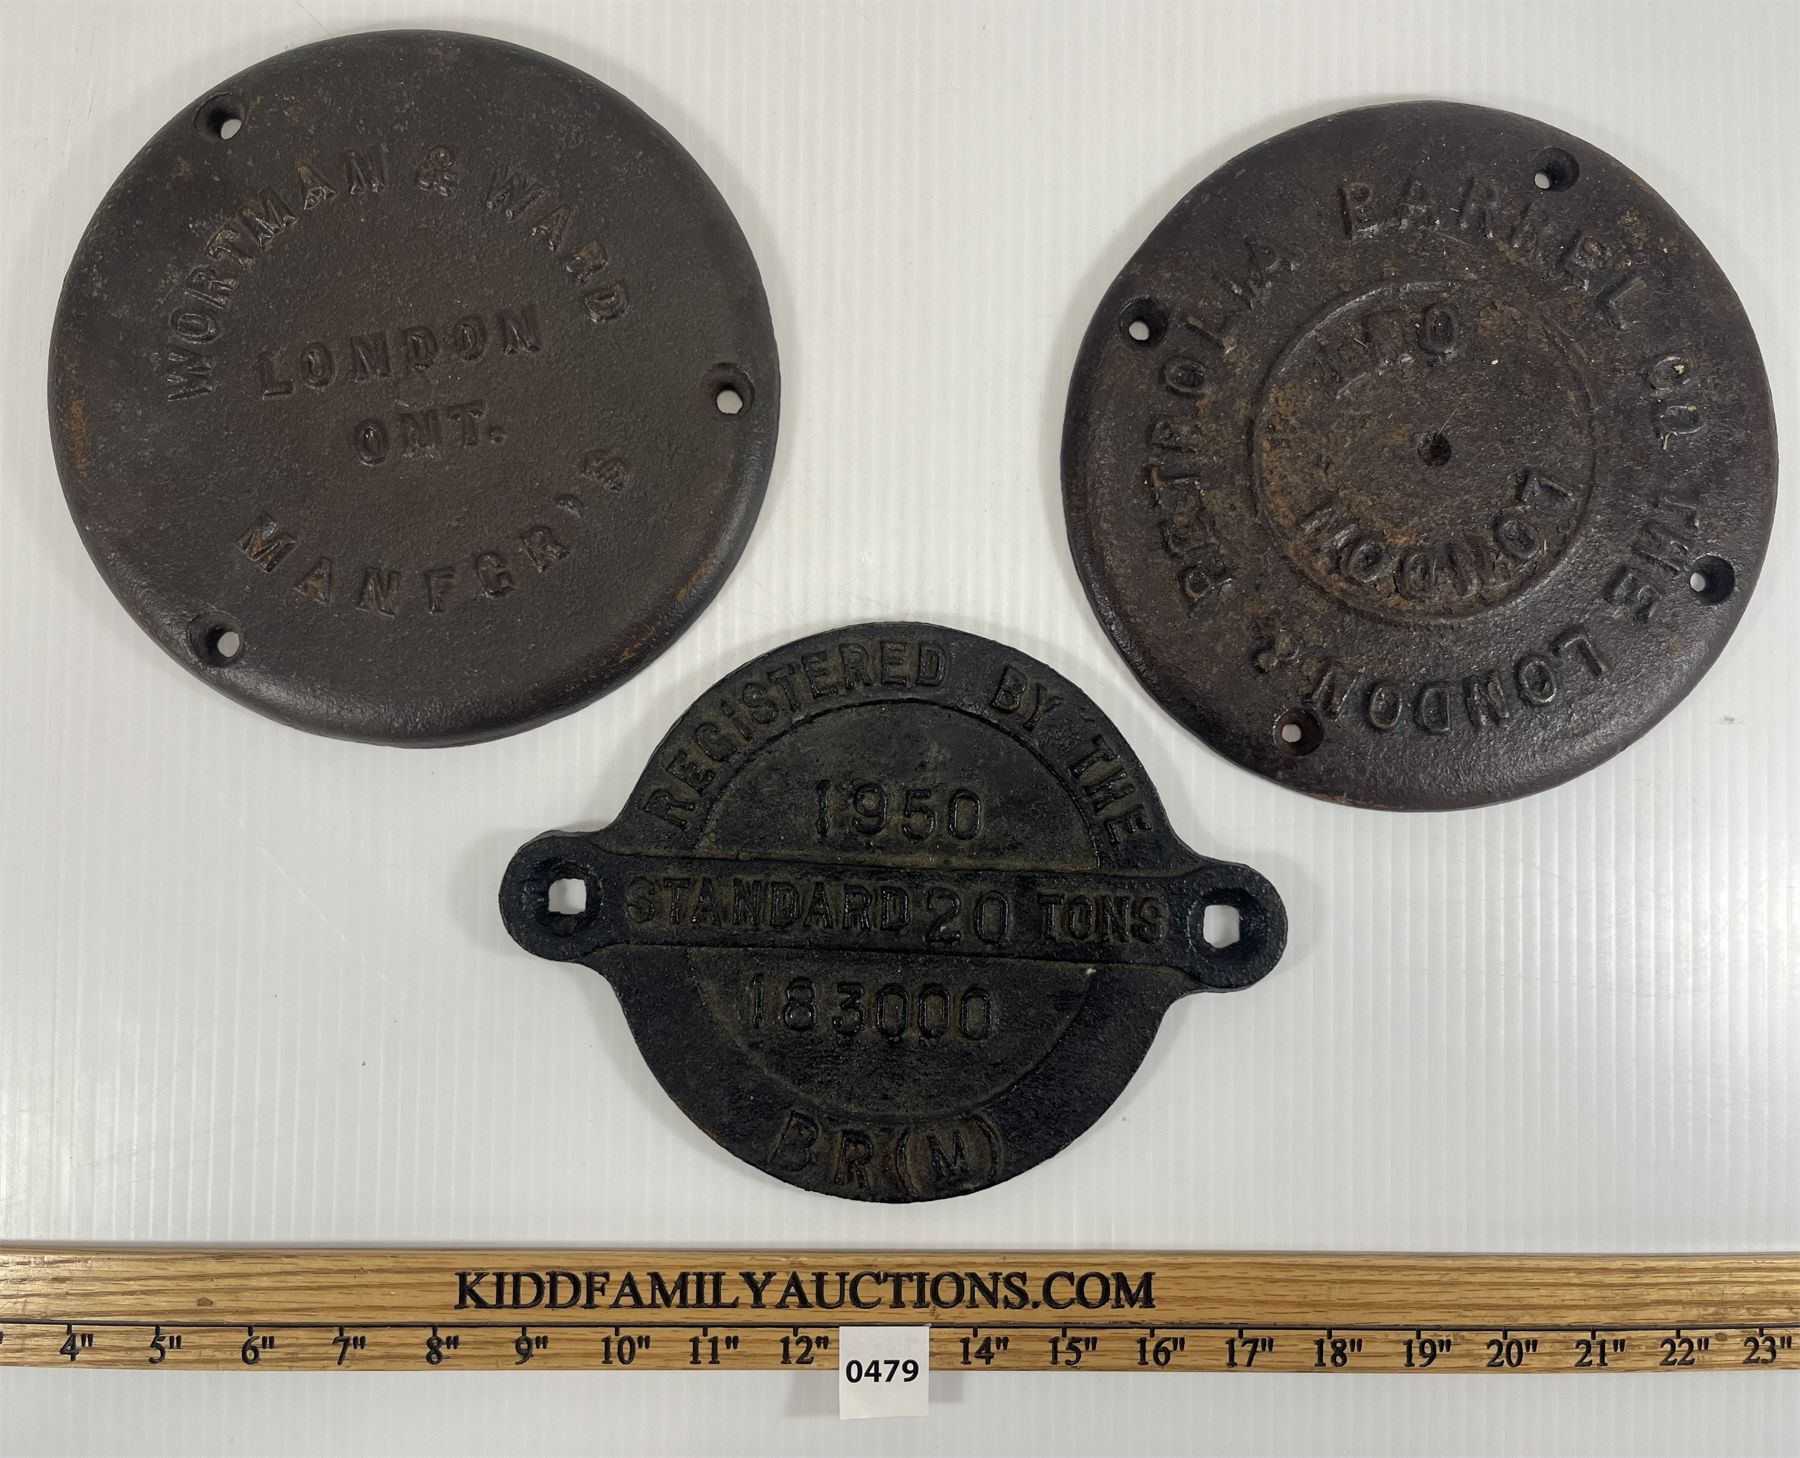 WORTMAN & WARD
LONDON
ONT.
MANFGR,S
LONDON & PETROLIA BARREL
THE LONDON
LONDON
REGISTERED BY THE
1950
STANDARD 20 TONS
183000
BR(M)
KIDDFAMILYAUCTIONS.COM
4" 5" 6" 7" 8" 9" 10" 11" 12" 14" 15" 16" 17" 18" 19" 20" 21" 22" 23"
0479